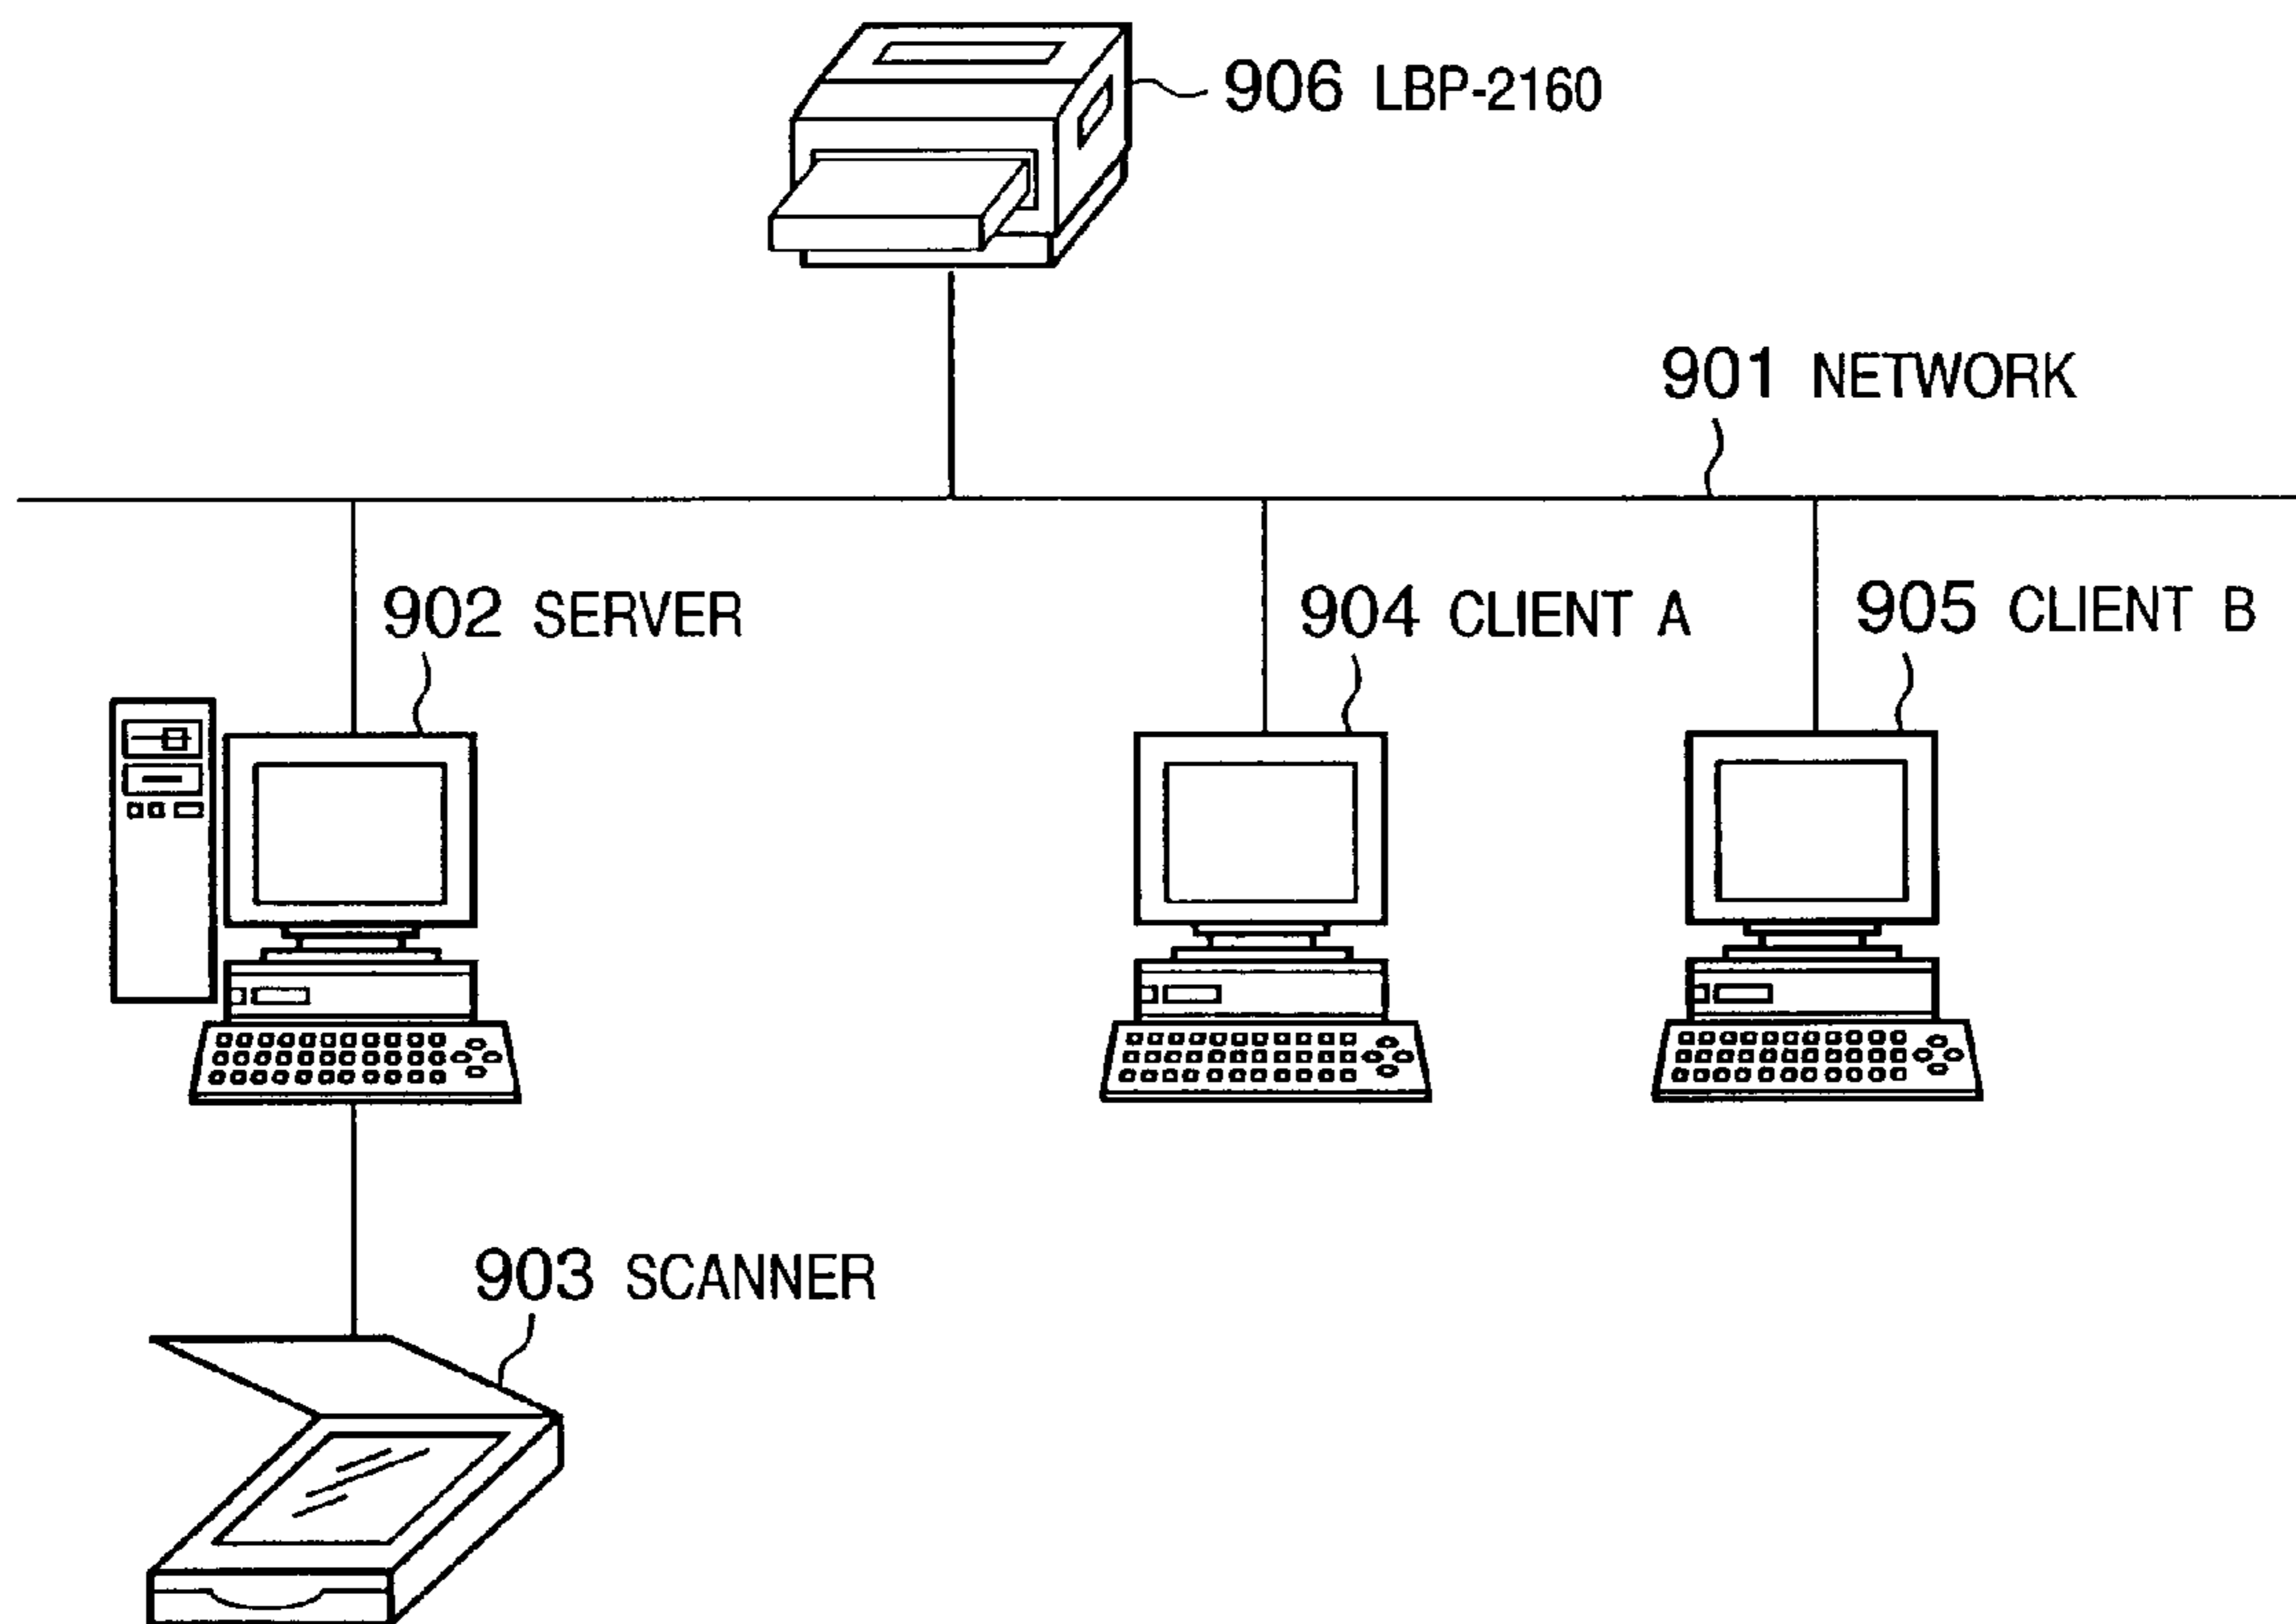 906 LBP-2160
901 NETWORK
902 SERVER
904 CLIENT A
905 CLIENT B
903 SCANNER